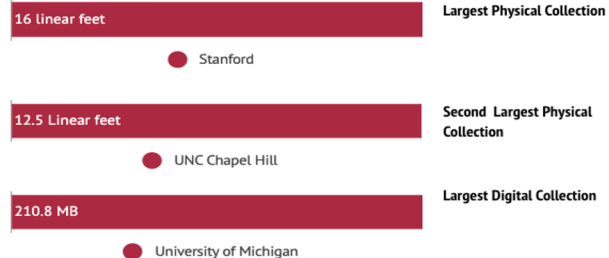 16 linear feet
Largest Physical Collection
Stanford
12.5 Linear feet
Second Largest Physical
Collection
UNC Chapel Hill
210.8 MB
Largest Digital Collection
University of Michigan